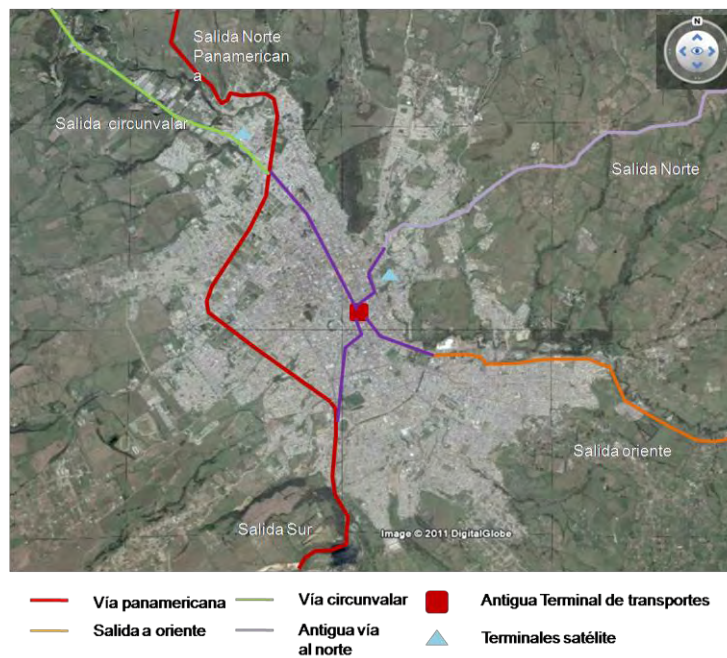 Salida Norte
Panamerican
a
N
Salida circunvalar
Salida Norte
Salida oriente
Salida Sur
Image © 2011 DigitalGlobe
Vía panamericana
Vía circunvalar
Antigua Terminal de transportes
Salida a oriente
Antigua vía
al norte
Terminales satélite